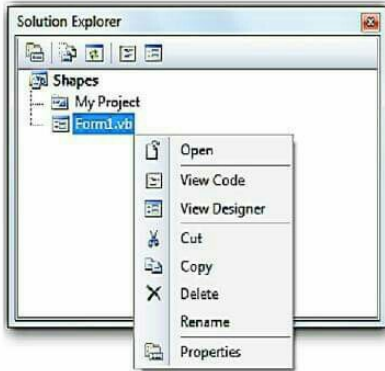 Solution Explorer
Shapes
My Project
Form1.vb
Open
View Code
View Designer
Cut
Copy
Delete
Rename
Properties